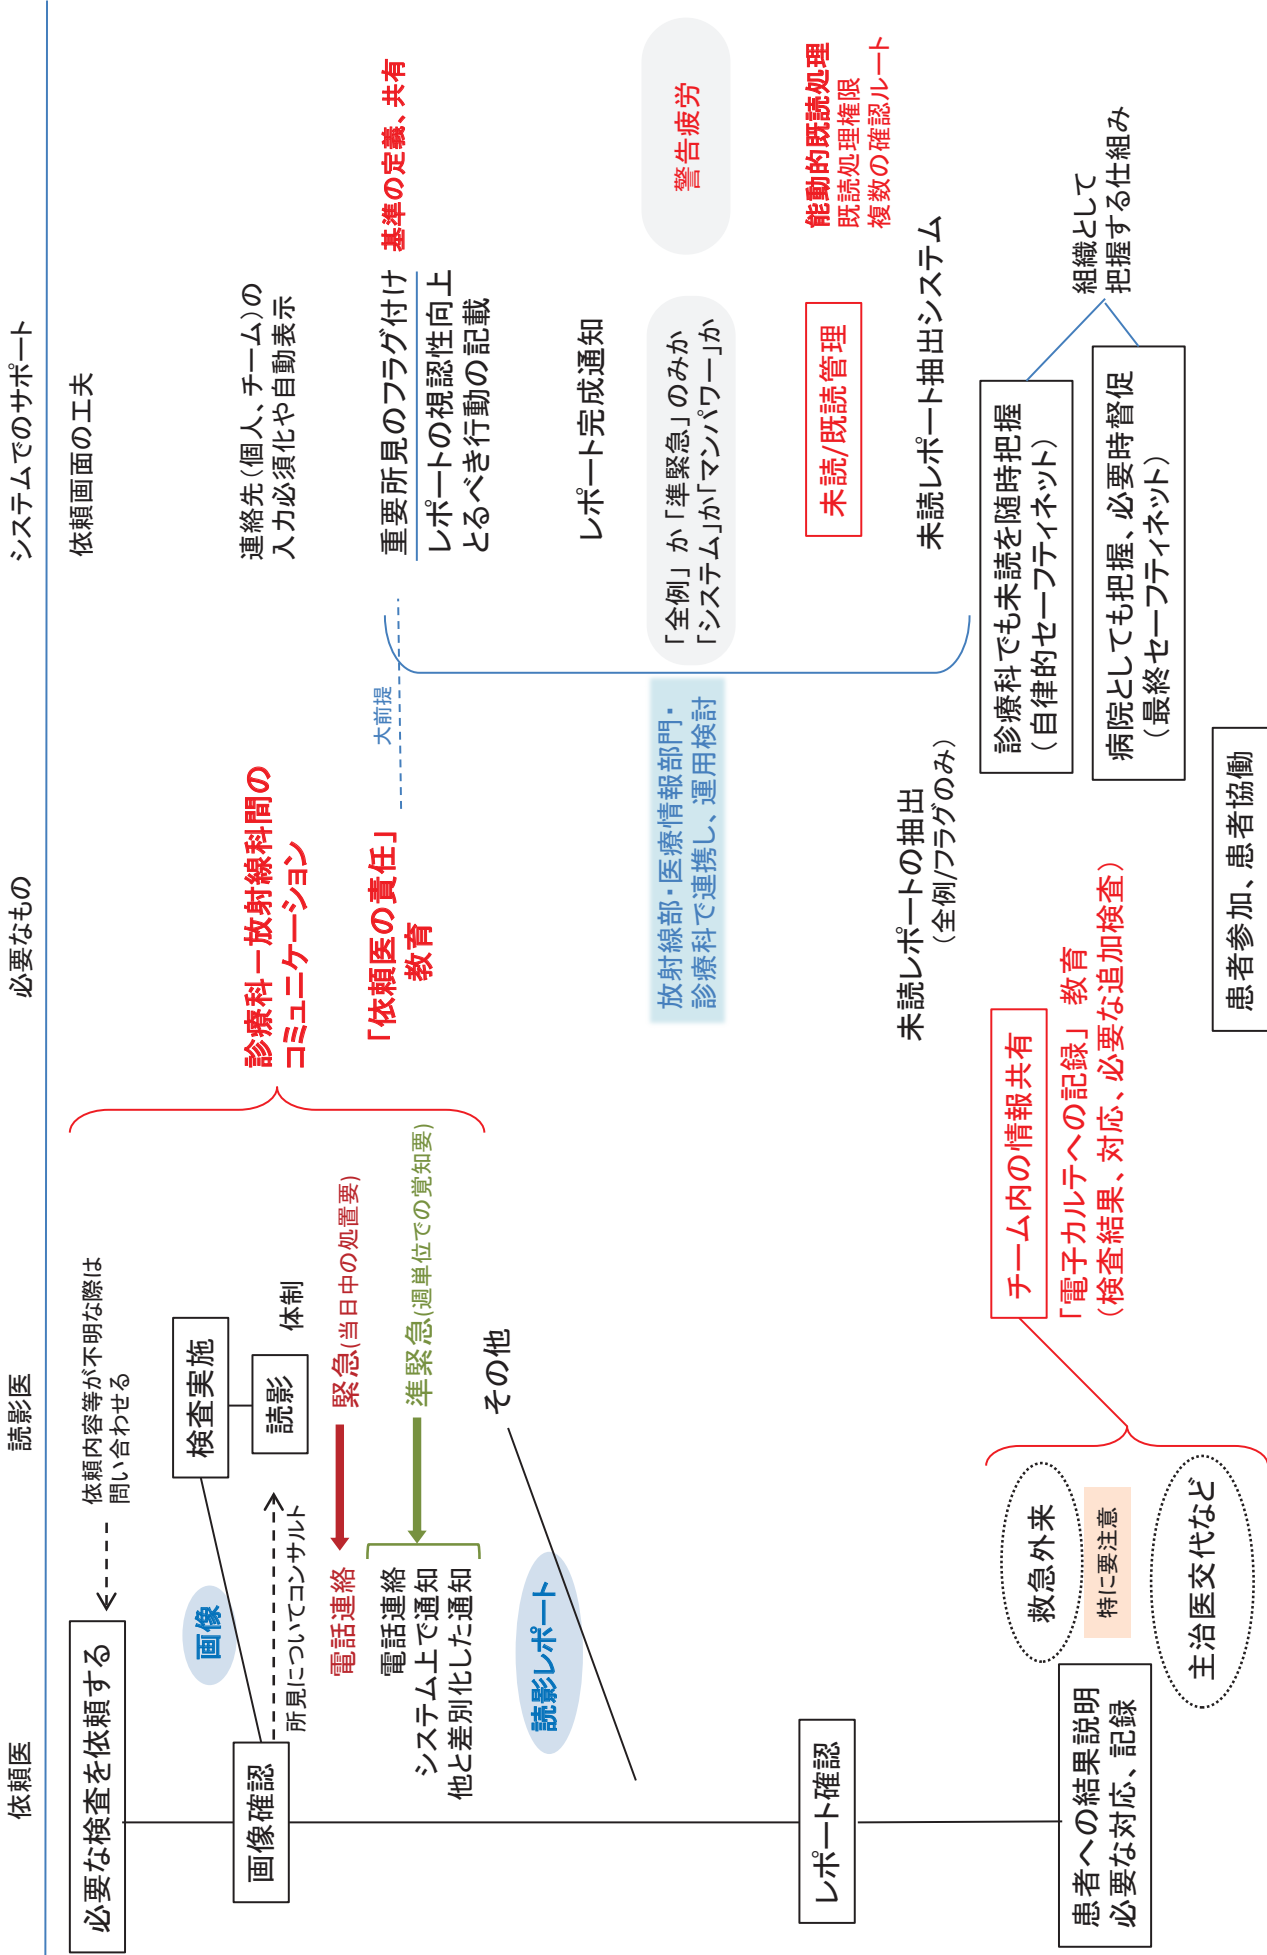 依頼医
読影医
必要なもの
システムでのサポート
必要な検査を依頼する
依頼内容等が不明な際は
問い合わせる
依頼画面の工夫
画像
検査実施
画像確認
読影
体制
所見についてコンサルト
診療科－放射線科間の
コミュニケーション
連絡先(個人、チーム)の
入力必須化や自動表示
電話連絡
緊急(当日中の処置要)
電話連絡
システム上で通知
他と差別化した通知
準緊急(週単位での覚知要)
「依頼医の責任」
教育
大前提
重要所見のフラグ付け
基準の定義、共有
レポートの視認性向上
とるべき行動の記載
その他
読影レポート
レポート完成通知
放射線部・医療情報部門・
診療科で連携し、運用検討
「全例」か「準緊急」のみか
「システム」か「マンパワー」か
警告疲労
レポート確認
未読/既読管理
能動的既読処理
既読処理権限
複数の確認ルート
未読レポートの抽出
(全例/フラグのみ)
未読レポート抽出システム
診療科でも未読を随時把握
(自律的セーフティネット)
病院としても把握、必要時督促
(最終セーフティネット)
組織として
把握する仕組み
患者への結果説明
必要な対応、記録
救急外来
特に要注意
主治医交代など
チーム内の情報共有
「電子カルテへの記録」 教育
(検査結果、対応、必要な追加検査)
患者参加、患者協働